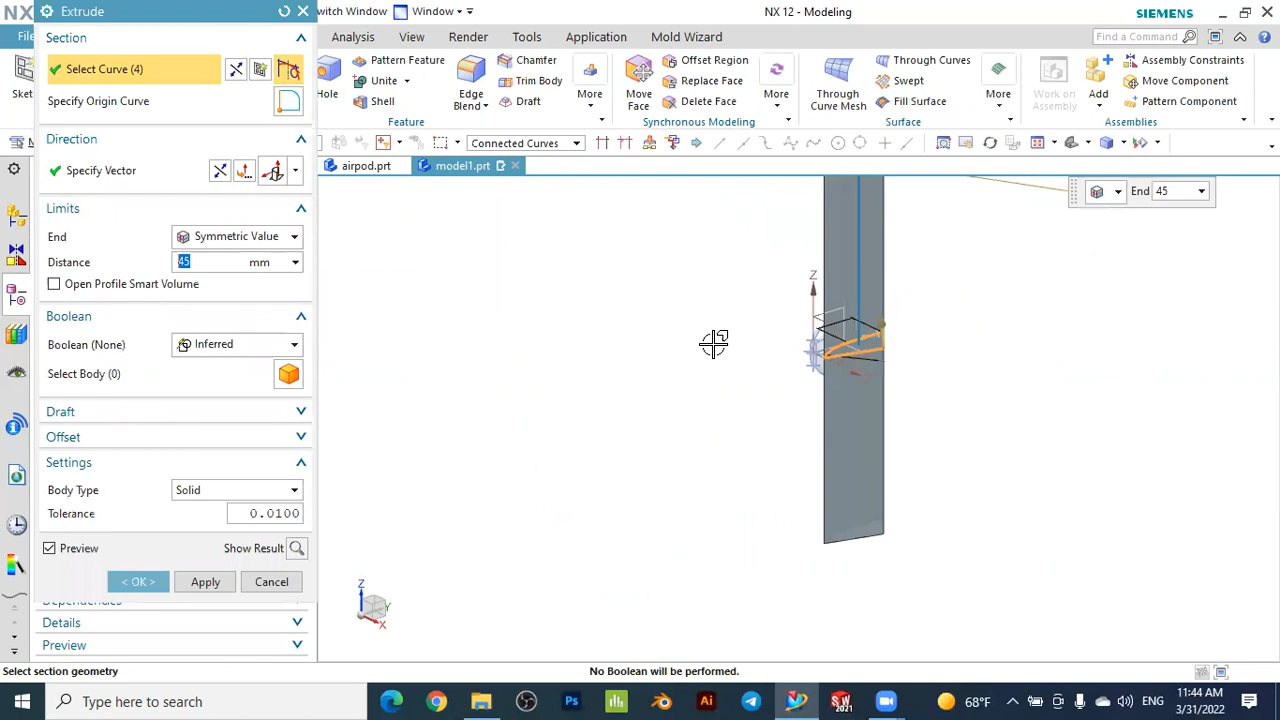 NX
Extrude
witch Window
Window
NX 12 - Modeling
SIEMENS
File
Analysis
View
Render
Tools
Application
Mold Wizard
Find a Command
Section
Select Curve (4)
Specify Origin Curve
Direction
Specify Vector
Limits
End
Symmetric Value
Distance
45
mm
Open Profile Smart Volume
Boolean
Boolean (None)
Inferred
Select Body (0)
Draft
Offset
Settings
Body Type
Solid
Tolerance
0.0100
Preview
Show Result
< OK >
Apply
Cancel
Dependencies
Details
Preview
Sket
Hole
Pattern Feature
Unite
Shell
Edge
Blend
Chamfer
Trim Body
Draft
More
Feature
Move
Face
Offset Region
Replace Face
Delete Face
More
Synchronous Modeling
Through
Curve Mesh
Through Curves
Swept
Fill Surface
More
Surface
Work on
Assembly
Add
Assembly Constraints
Move Component
Pattern Component
Assemblies
M
Connected Curves
airpod.prt
model1.prt
End
45
Z
Z
Y
X
Select section geometry
No Boolean will be performed.
Type here to search
Ps
Ai
SW
2021
68°F
ENG
11:44 AM
3/31/2022